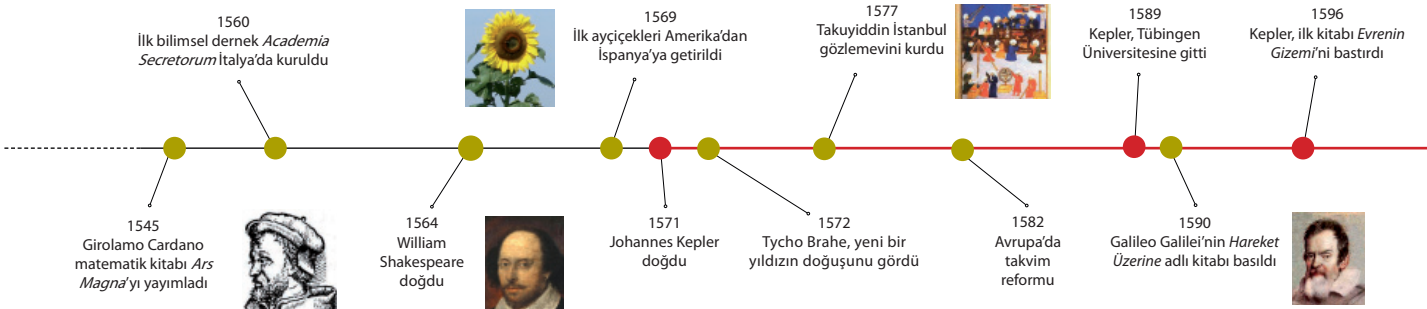 1560
İlk bilimsel dernek Academia
Secretorum İtalya’da kuruldu
1569
İlk ayçiçekleri Amerika’dan
İspanya’ya getirildi
1577
Takuyiddin İstanbul
gözlemevini kurdu
1589
Kepler, Tübingen
Üniversitesine gitti
1596
Kepler, ilk kitabı Evrenin
Gizemi’ni bastırdı
1545
Girolamo Cardano
matematik kitabı Ars
Magna’yı yayımladı
1564
William
Shakespeare
doğdu
1571
Johannes Kepler
doğdu
1572
Tycho Brahe, yeni bir
yıldızın doğuşunu gördü
1582
Avrupa’da
takvim
reformu
1590
Galileo Galilei’nin Hareket
Üzerine adlı kitabı basıldı